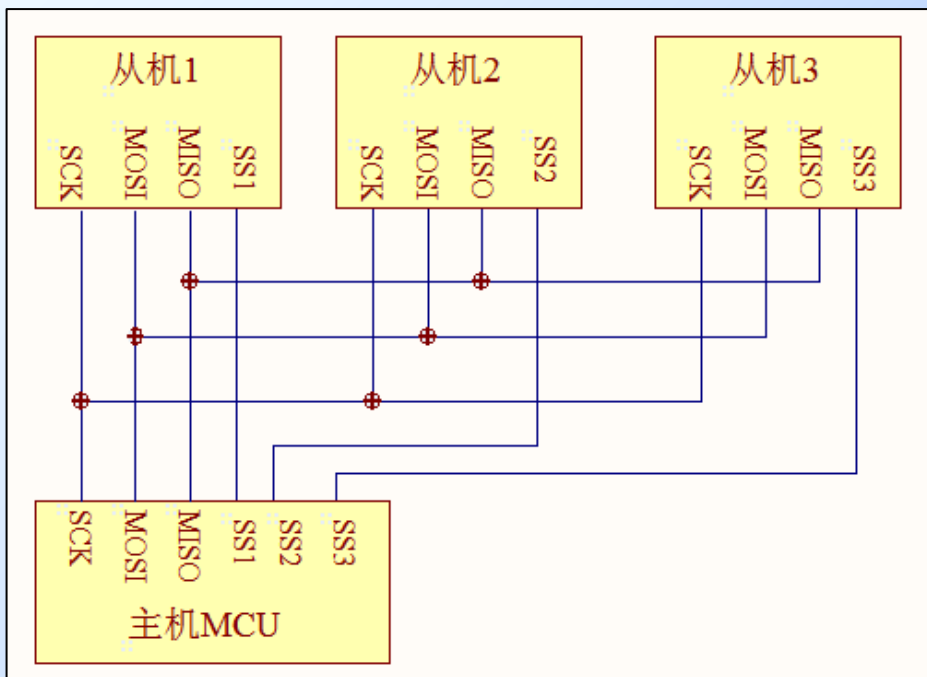 从机1
SCK
MOSI
MISO
SS1
从机2
SCK
MOSI
MISO
SS2
从机3
SCK
MOSI
MISO
SS3
SCK
MOSI
MISO
SS1
SS2
SS3
主机MCU